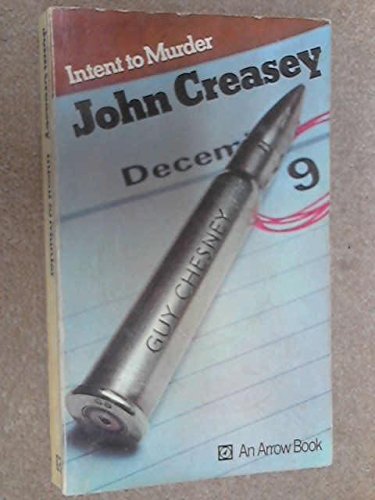 Intent to Murder
John Creasey
Decem
9
GUY CHESNEY
An Arrow Book